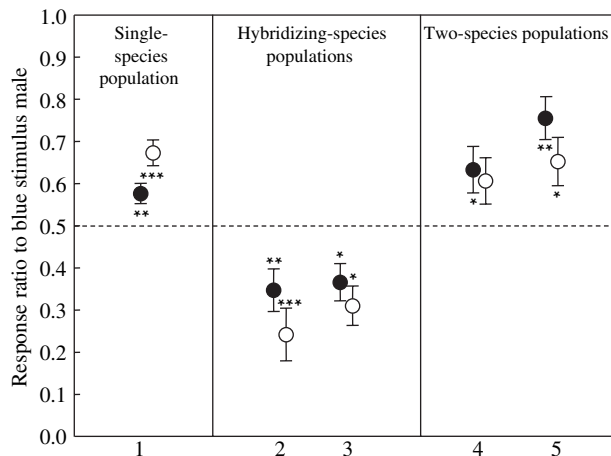 Response ratio to blue stimulus male
1.0
0.9
0.8
0.7
0.6
0.5
0.4
0.3
0.2
0.1
0.0
Single-
species
population
Hybridizing-species
populations
Two-species populations
***
**
**
***
*
*
*
**
*
1 2 3 4 5